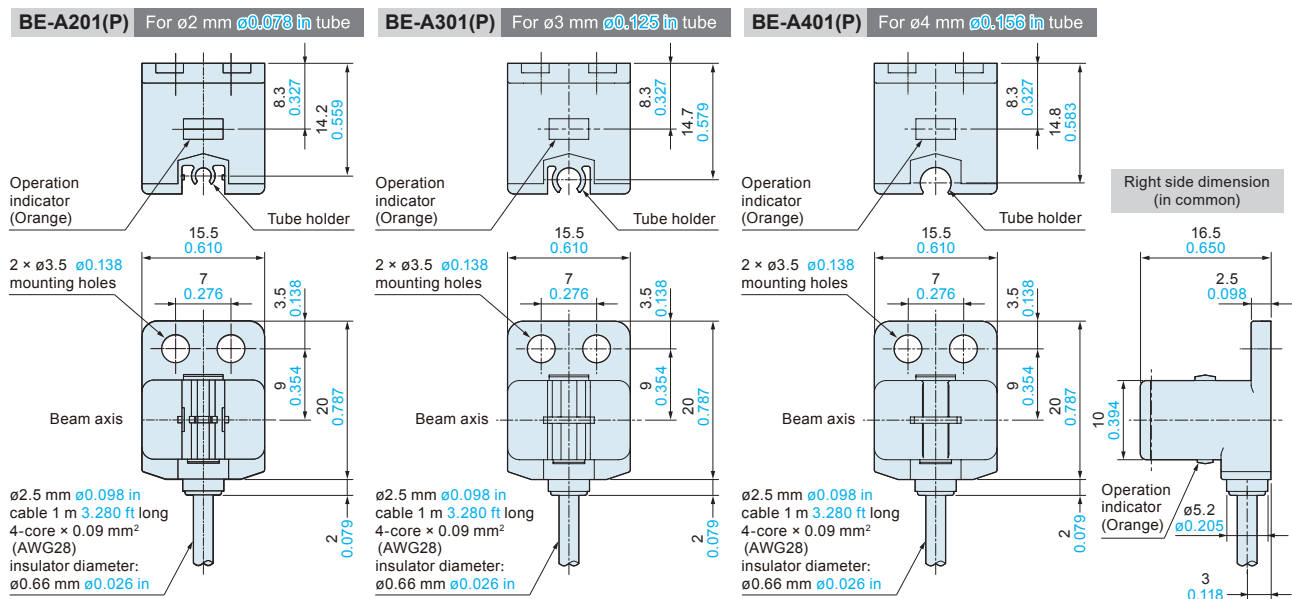 BE-A201(P) For ø2 mm ø0.078 in tube
8.3
0.327
14.2
0.559
Operation
indicator
(Orange)
Tube holder
15.5
0.610
2 × ø3.5 ø0.138
mounting holes
7
0.276
3.5
0.138
9
0.354
20
0.787
Beam axis
ø2.5 mm ø0.098 in
cable 1 m 3.280 ft long
4-core × 0.09 mm²
(AWG28)
insulator diameter:
ø0.66 mm ø0.026 in
2
0.079
BE-A301(P) For ø3 mm ø0.125 in tube
8.3
0.327
14.7
0.579
Operation
indicator
(Orange)
Tube holder
15.5
0.610
2 × ø3.5 ø0.138
mounting holes
7
0.276
3.5
0.138
9
0.354
20
0.787
Beam axis
ø2.5 mm ø0.098 in
cable 1 m 3.280 ft long
4-core × 0.09 mm²
(AWG28)
insulator diameter:
ø0.66 mm ø0.026 in
2
0.079
BE-A401(P) For ø4 mm ø0.156 in tube
8.3
0.327
14.8
0.583
Operation
indicator
(Orange)
Tube holder
15.5
0.610
2 × ø3.5 ø0.138
mounting holes
7
0.276
3.5
0.138
9
0.354
20
0.787
Beam axis
ø2.5 mm ø0.098 in
cable 1 m 3.280 ft long
4-core × 0.09 mm²
(AWG28)
insulator diameter:
ø0.66 mm ø0.026 in
2
0.079
Right side dimension
(in common)
16.5
0.650
2.5
0.098
10
0.394
Operation
indicator
(Orange)
ø5.2
ø0.205
3
0.118